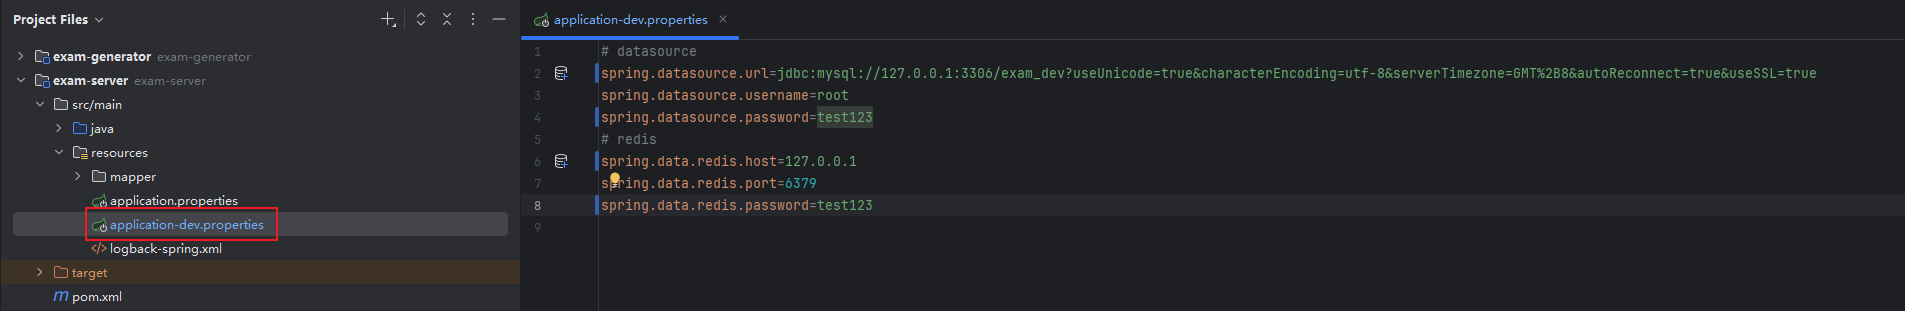 Project Files
exam-generator exam-generator
exam-server exam-server
src/main
java
resources
mapper
application.properties
application-dev.properties
logback-spring.xml
target
pom.xml
application-dev.properties
1 # datasource
2 spring.datasource.url=jdbc:mysql://127.0.0.1:3306/exam_dev?useUnicode=true&characterEncoding=utf-8&serverTimezone=GMT%2B8&autoReconnect=true&useSSL=true
3 spring.datasource.username=root
4 spring.datasource.password=test123
5 # redis
6 spring.data.redis.host=127.0.0.1
7 spring.data.redis.port=6379
8 spring.data.redis.password=test123
9